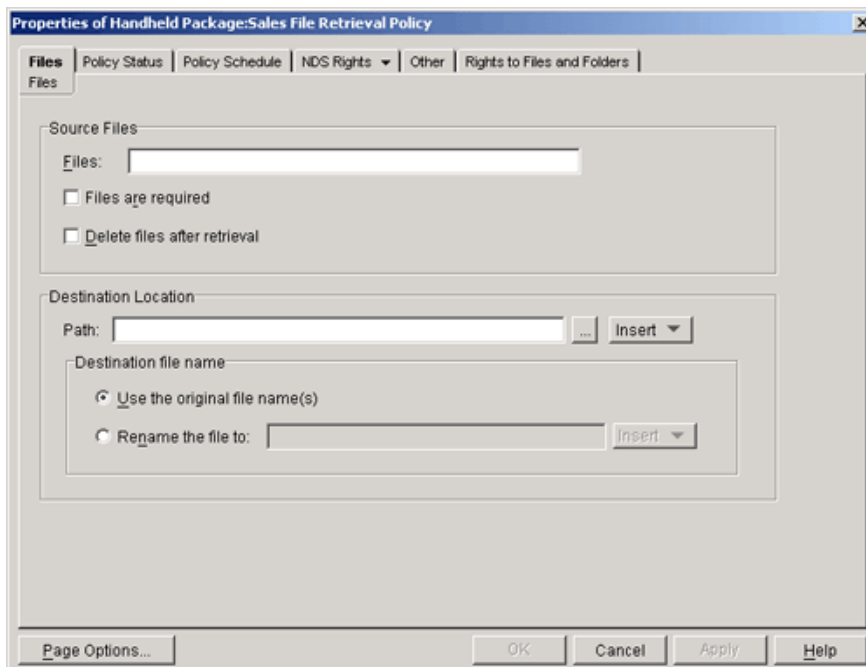 Properties of Handheld Package:Sales File Retrieval Policy
Files Policy Status Policy Schedule NDS Rights Other Rights to Files and Folders
Files
Source Files
Files:
Files are required
Delete files after retrieval
Destination Location
Path: ... Insert
Destination file name
Use the original file name(s)
Rename the file to: Insert
Page Options... OK Cancel Apply Help